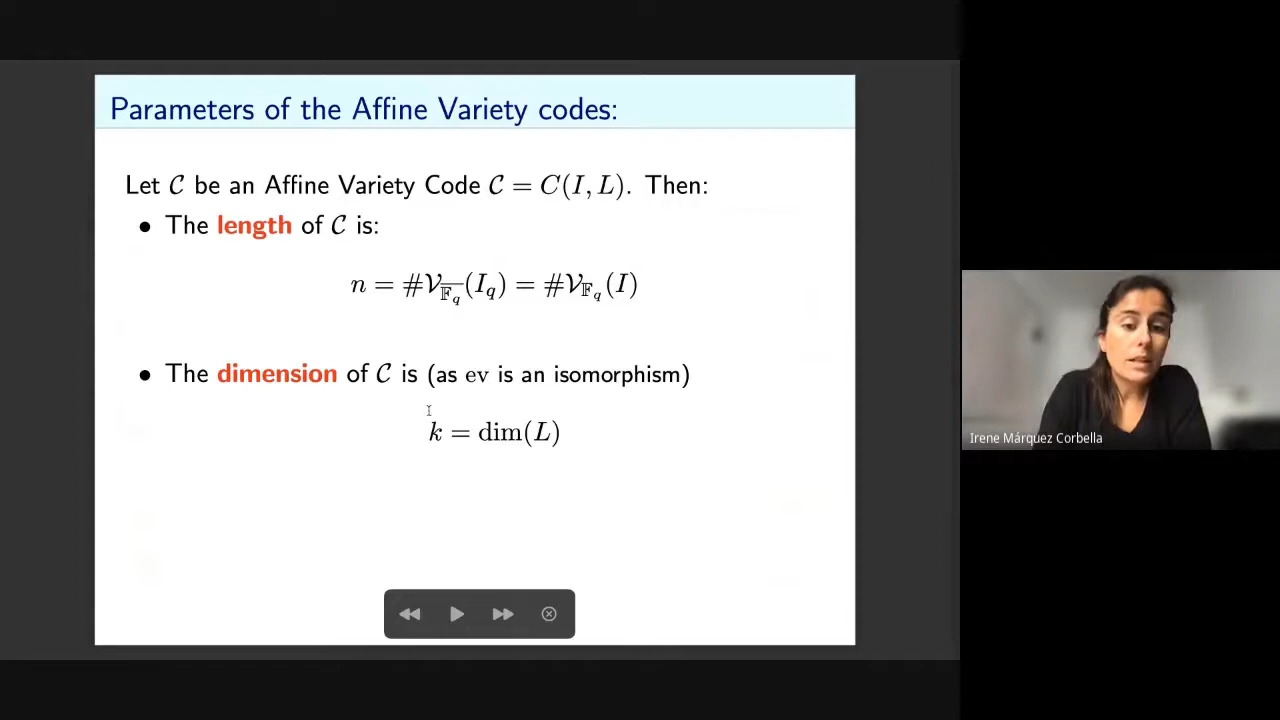 Parameters of the Affine Variety codes:
Let 𝒞 be an Affine Variety Code 𝒞 = C(I, L). Then:
• The length of 𝒞 is:
n = #𝒱_{\overline{𝔽_q}}(I_q) = #𝒱_{𝔽_q}(I)
• The dimension of 𝒞 is (as ev is an isomorphism)
k = dim(L)
Irene Márquez Corbella